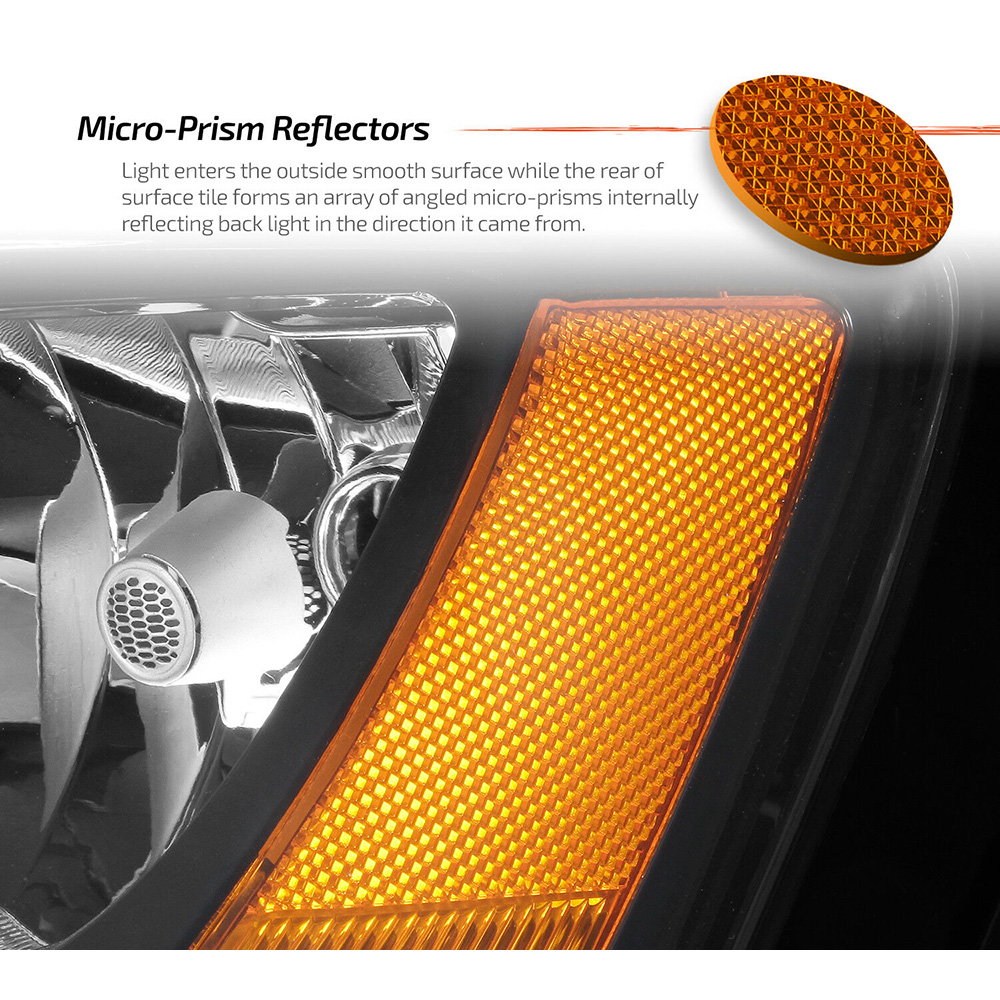 Micro-Prism Reflectors
Light enters the outside smooth surface while the rear of
surface tile forms an array of angled micro-prisms internally
reflecting back light in the direction it came from.